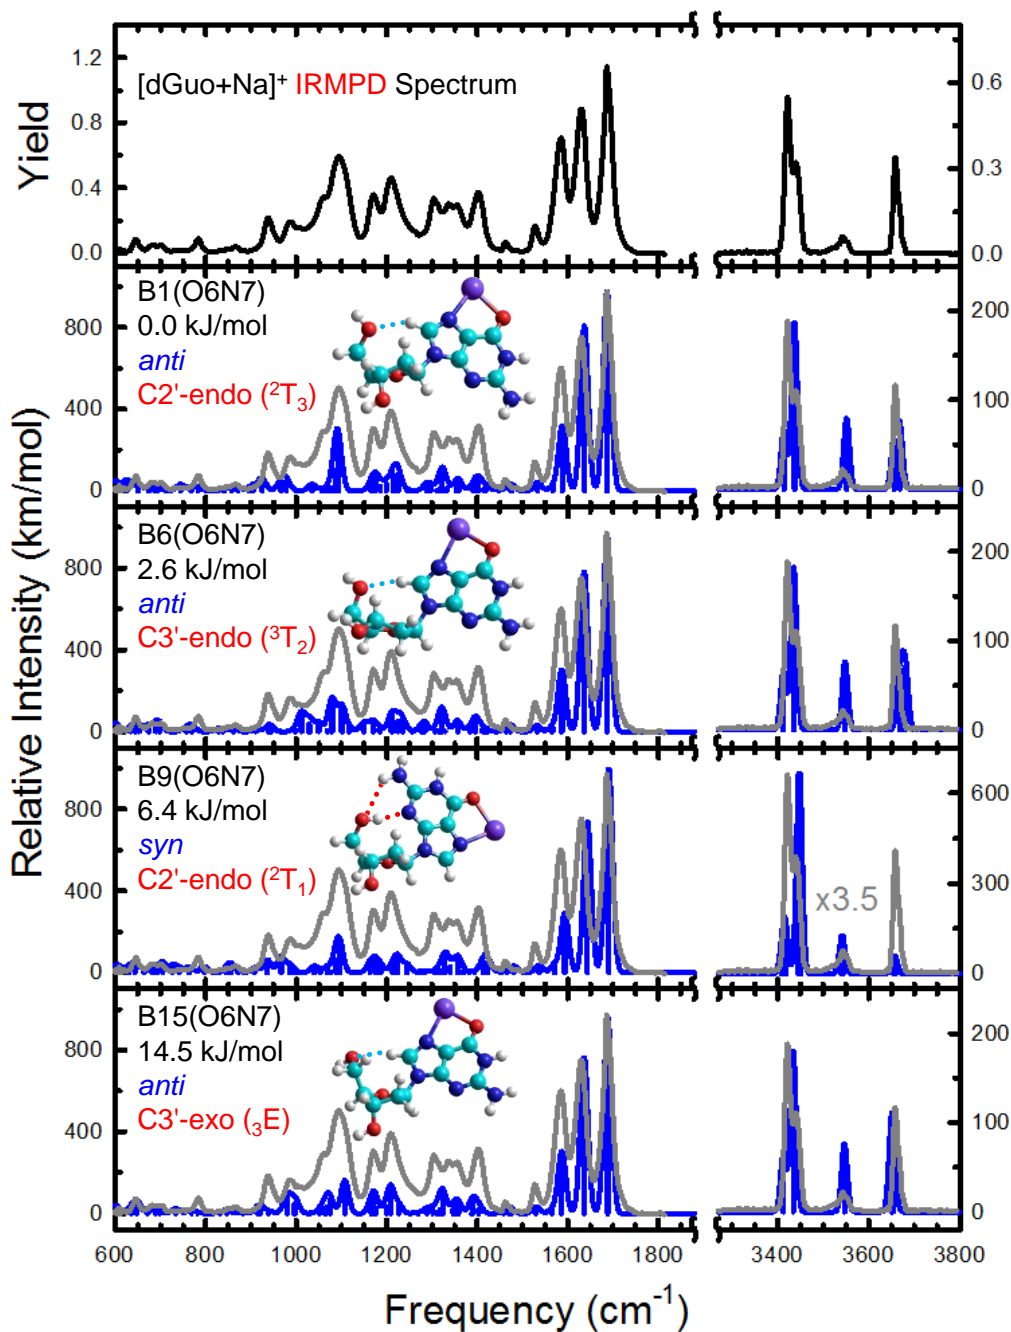 [dGuo+Na]⁺ IRMPD Spectrum
Yield
1.2
0.8
0.4
0.0
0.6
0.3
0.0
Relative Intensity (km/mol)
B1(O6N7)
0.0 kJ/mol
anti
C2'-endo (²T₃)
800
400
0
200
100
0
B6(O6N7)
2.6 kJ/mol
anti
C3'-endo (³T₂)
800
400
0
200
100
0
B9(O6N7)
6.4 kJ/mol
syn
C2'-endo (²T₁)
x3.5
800
400
0
600
300
0
B15(O6N7)
14.5 kJ/mol
anti
C3'-exo (₃E)
800
400
0
200
100
0
600 800 1000 1200 1400 1600 1800 3400 3600 3800
Frequency (cm⁻¹)